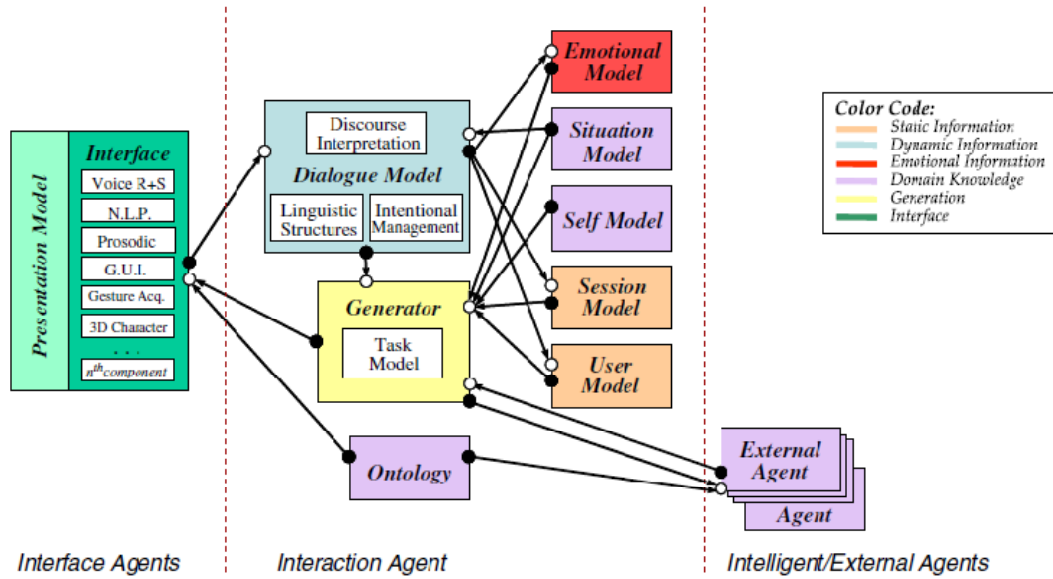 Presentation Model
Interface
Voice R+S
N.L.P.
Prosodic
G.U.I.
Gesture Acq.
3D Character
. . .
nth component
Discourse
Interpretation
Dialogue Model
Linguistic
Structures
Intentional
Management
Generator
Task
Model
Ontology
Emotional
Model
Situation
Model
Self Model
Session
Model
User
Model
External
Agent
Agent
Color Code:
Static Information
Dynamic Information
Emotional Information
Domain Knowledge
Generation
Interface
Interface Agents
Interaction Agent
Intelligent/External Agents